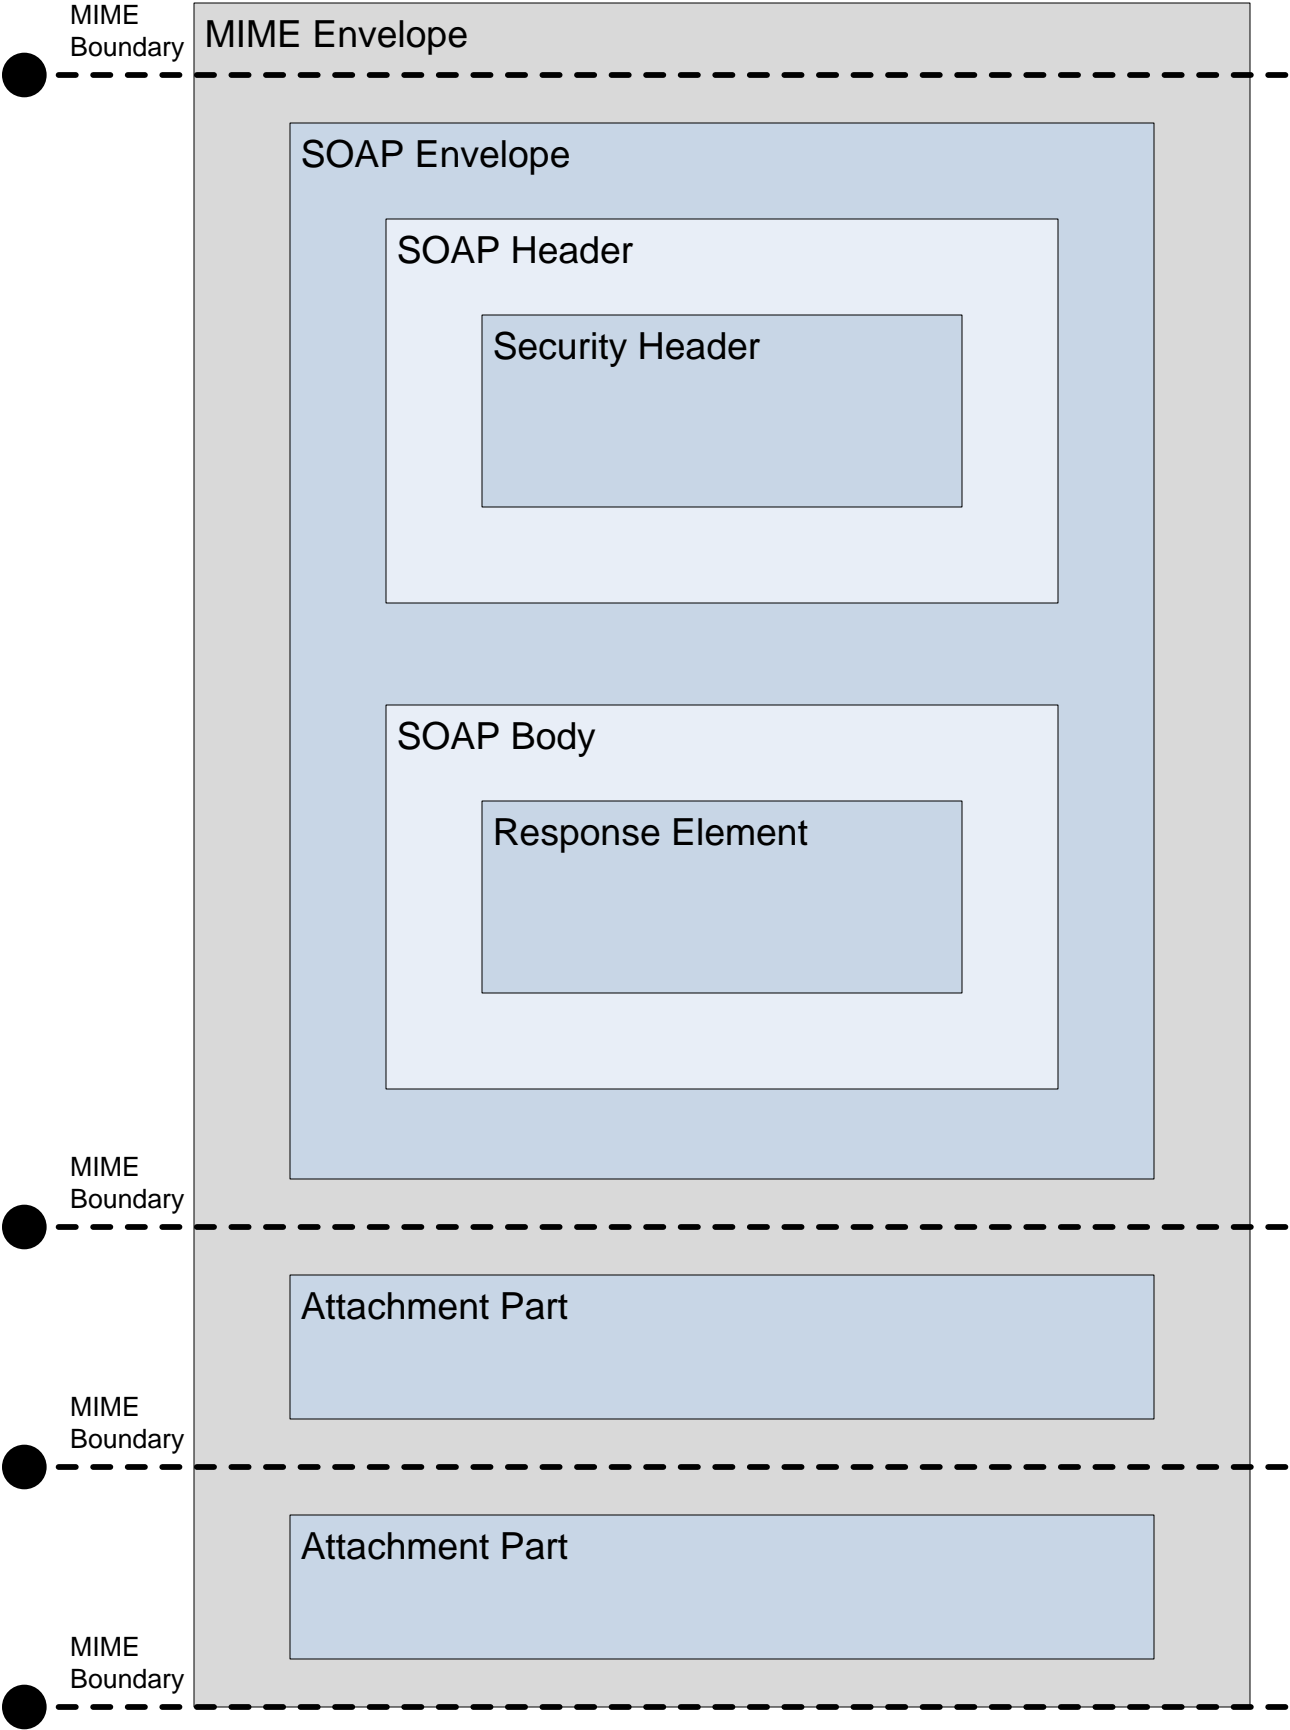 MIME
Boundary
MIME Envelope
SOAP Envelope
SOAP Header
Security Header
SOAP Body
Response Element
MIME
Boundary
Attachment Part
MIME
Boundary
Attachment Part
MIME
Boundary